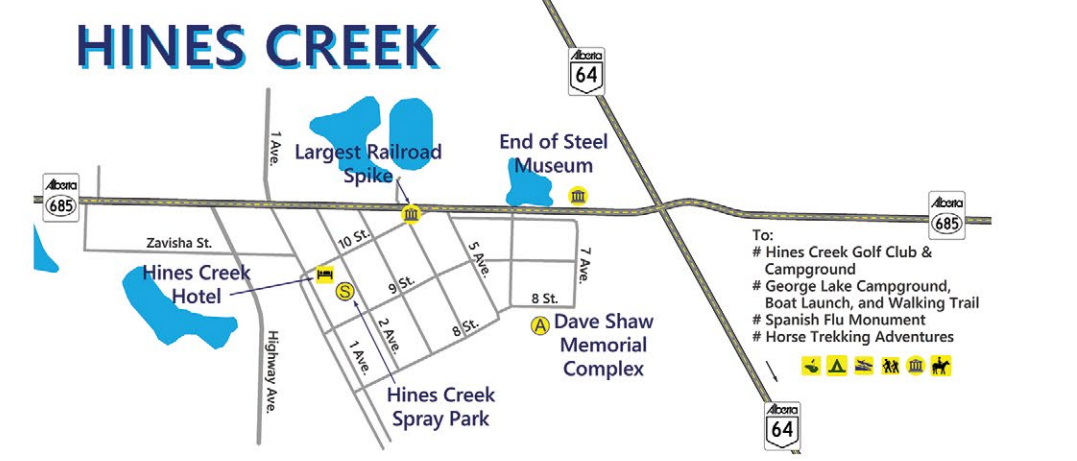 HINES CREEK
Alberta
64
1 Ave.
Largest Railroad
Spike
End of Steel
Museum
Alberta
685
Alberta
685
Zavisha St.
10 St.
5 Ave.
7 Ave.
To:
# Hines Creek Golf Club &
Campground
# George Lake Campground,
Boat Launch, and Walking Trail
# Spanish Flu Monument
# Horse Trekking Adventures
Hines Creek
Hotel
S
9 St.
8 St.
8 St.
A
Dave Shaw
Memorial
Complex
2 Ave.
1 Ave.
Highway Ave.
Hines Creek
Spray Park
Alberta
64